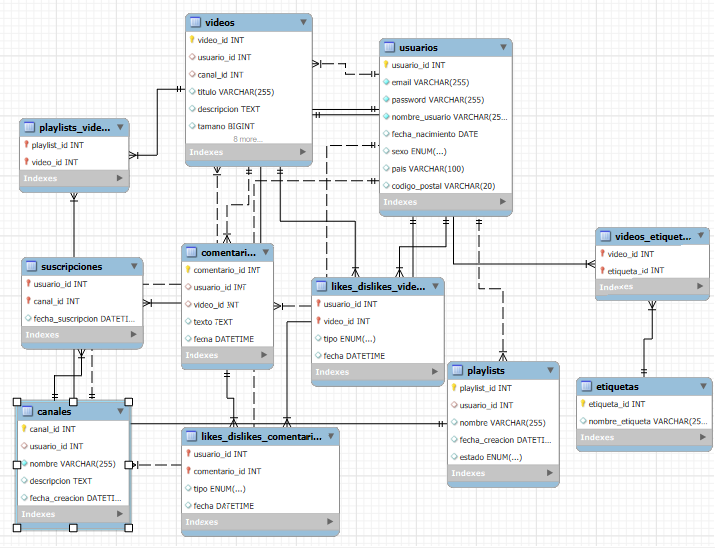 videos
video_id INT
usuario_id INT
canal_id INT
titulo VARCHAR(255)
descripcion TEXT
tamano BIGINT
8 more...
Indexes
usuarios
usuario_id INT
email VARCHAR(255)
password VARCHAR(255)
nombre_usuario VARCHAR(25...
fecha_nacimiento DATE
sexo ENUM(...)
pais VARCHAR(100)
codigo_postal VARCHAR(20)
Indexes
playlists_vide...
playlist_id INT
video_id INT
Indexes
suscripciones
usuario_id INT
canal_id INT
fecha_suscripcion DATETI...
Indexes
comentari...
comentario_id INT
usuario_id INT
video_id INT
texto TEXT
fecha DATETIME
Indexes
likes_dislikes_vide...
usuario_id INT
video_id INT
tipo ENUM(...)
fecha DATETIME
Indexes
videos_etiquet...
video_id INT
etiqueta_id INT
Indexes
canales
canal_id INT
usuario_id INT
nombre VARCHAR(255)
descripcion TEXT
fecha_creacion DATETI...
Indexes
likes_dislikes_comentari...
usuario_id INT
comentario_id INT
tipo ENUM(...)
fecha DATETIME
Indexes
playlists
playlist_id INT
usuario_id INT
nombre VARCHAR(255)
fecha_creacion DATETI...
estado ENUM(...)
Indexes
etiquetas
etiqueta_id INT
nombre_etiqueta VARCHAR(25...
Indexes